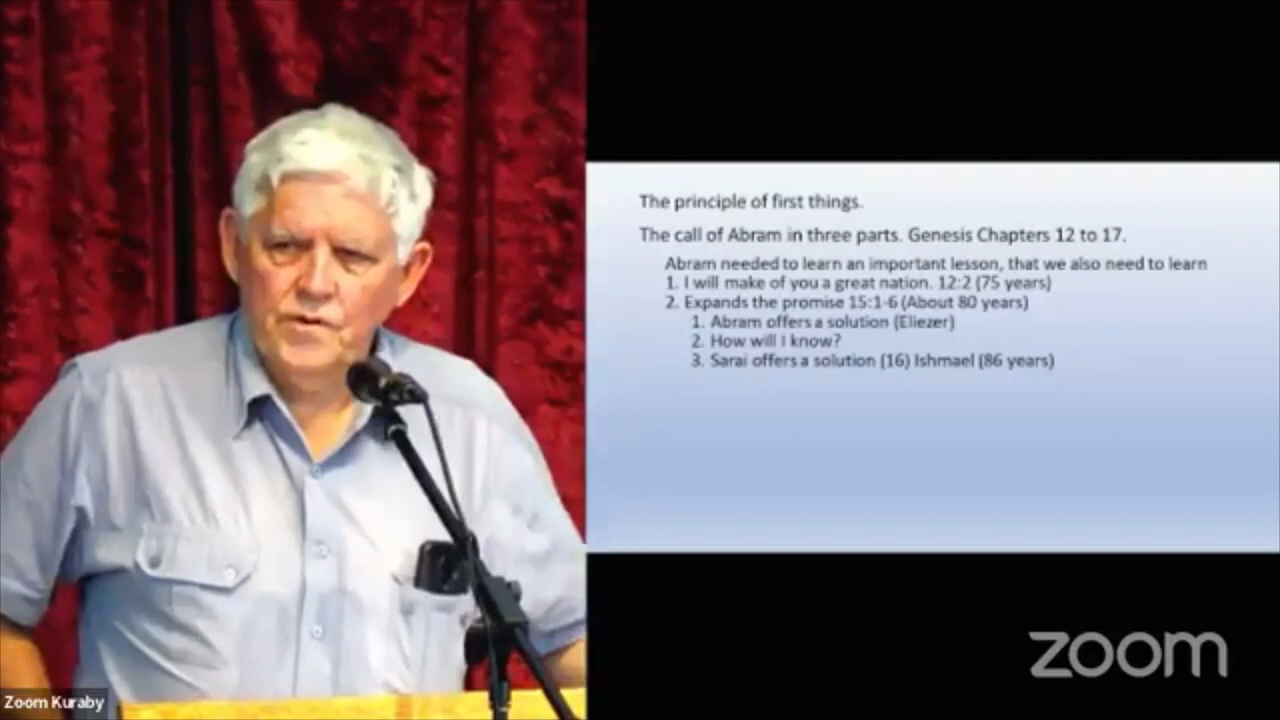 The principle of first things.
The call of Abram in three parts. Genesis Chapters 12 to 17.
Abram needed to learn an important lesson, that we also need to learn
1. I will make of you a great nation. 12:2 (75 years)
2. Expands the promise 15:1-6 (About 80 years)
1. Abram offers a solution (Eliezer)
2. How will I know?
3. Sarai offers a solution (16) Ishmael (86 years)
zoom
Zoom Kuraby